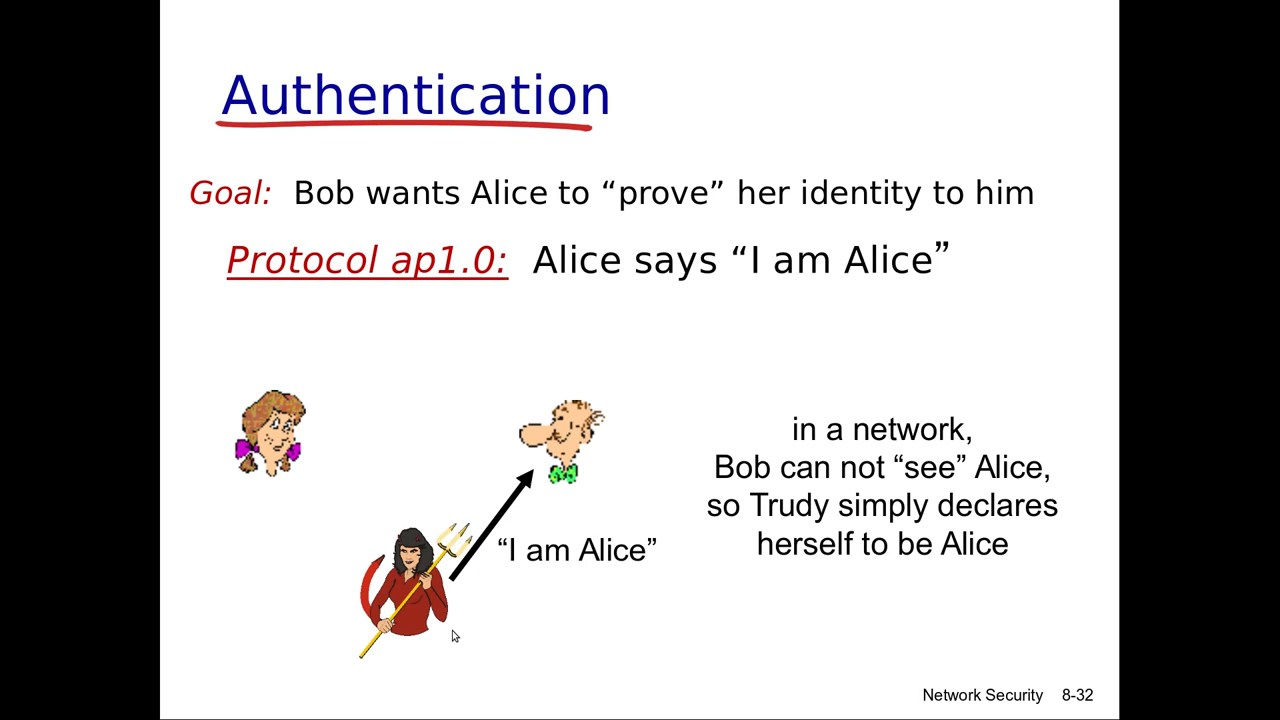 Authentication
Goal: Bob wants Alice to “prove” her identity to him
Protocol ap1.0: Alice says “I am Alice”
in a network,
Bob can not “see” Alice,
so Trudy simply declares
herself to be Alice
“I am Alice”
Network Security 8-32